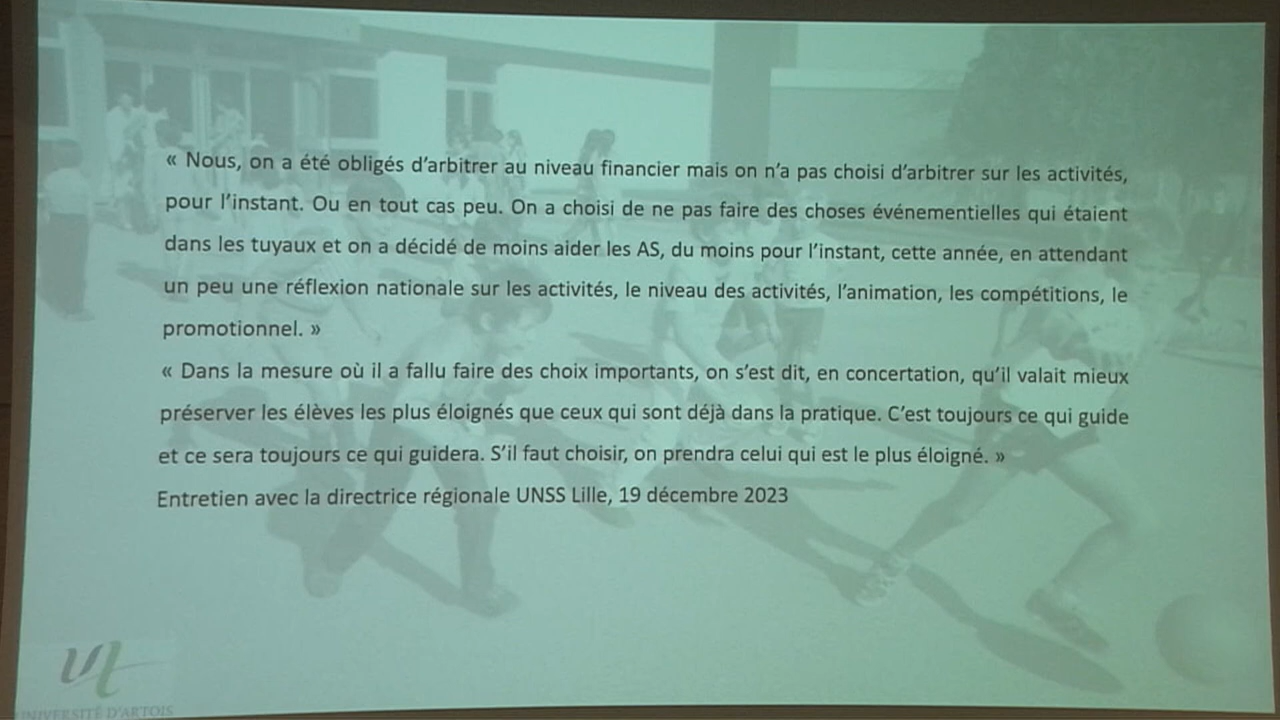 « Nous, on a été obligés d’arbitrer au niveau financier mais on n’a pas choisi d’arbitrer sur les activités,
pour l’instant. Ou en tout cas peu. On a choisi de ne pas faire des choses événementielles qui étaient
dans les tuyaux et on a décidé de moins aider les AS, du moins pour l’instant, cette année, en attendant
un peu une réflexion nationale sur les activités, le niveau des activités, l’animation, les compétitions, le
promotionnel. »
« Dans la mesure où il a fallu faire des choix importants, on s’est dit, en concertation, qu’il valait mieux
préserver les élèves les plus éloignés que ceux qui sont déjà dans la pratique. C’est toujours ce qui guide
et ce sera toujours ce qui guidera. S’il faut choisir, on prendra celui qui est le plus éloigné. »
Entretien avec la directrice régionale UNSS Lille, 19 décembre 2023
UNIVERSITÉ D'ARTOIS